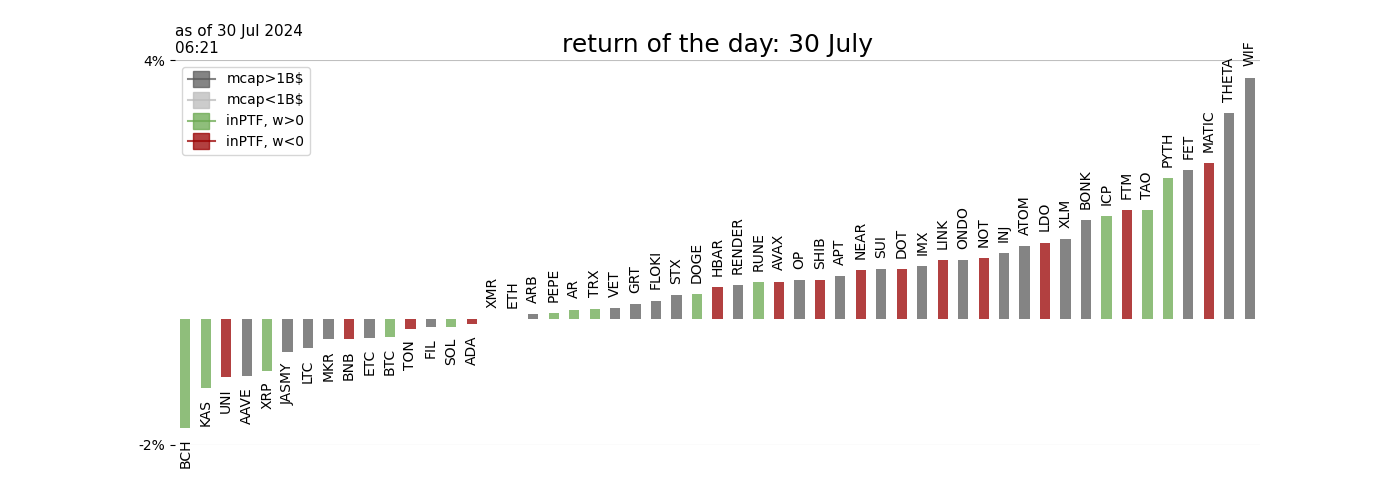 as of 30 Jul 2024
06:21
return of the day: 30 July
4%
mcap>1B$
mcap<1B$
inPTF, w>0
inPTF, w<0
-2%
BCH
KAS
UNI
AAVE
XRP
JASMY
LTC
MKR
BNB
ETC
BTC
TON
FIL
SOL
ADA
XMR
ETH
ARB
PEPE
AR
TRX
VET
GRT
FLOKI
STX
DOGE
HBAR
RENDER
RUNE
AVAX
OP
SHIB
APT
NEAR
SUI
DOT
IMX
LINK
ONDO
NOT
INJ
ATOM
LDO
XLM
BONK
ICP
FTM
TAO
PYTH
FET
MATIC
THETA
WIF